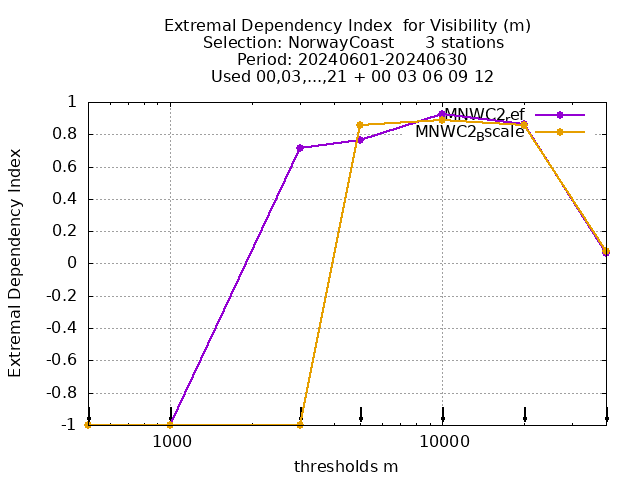 Extremal Dependency Index  for Visibility (m)
Selection: NorwayCoast      3 stations
Period: 20240601-20240630
Used 00,03,...,21 + 00 03 06 09 12
MNWC2_ref
MNWC2_Bscale
1
0.8
0.6
0.4
0.2
0
-0.2
-0.4
-0.6
-0.8
-1
Extremal Dependency Index
1000
10000
thresholds m